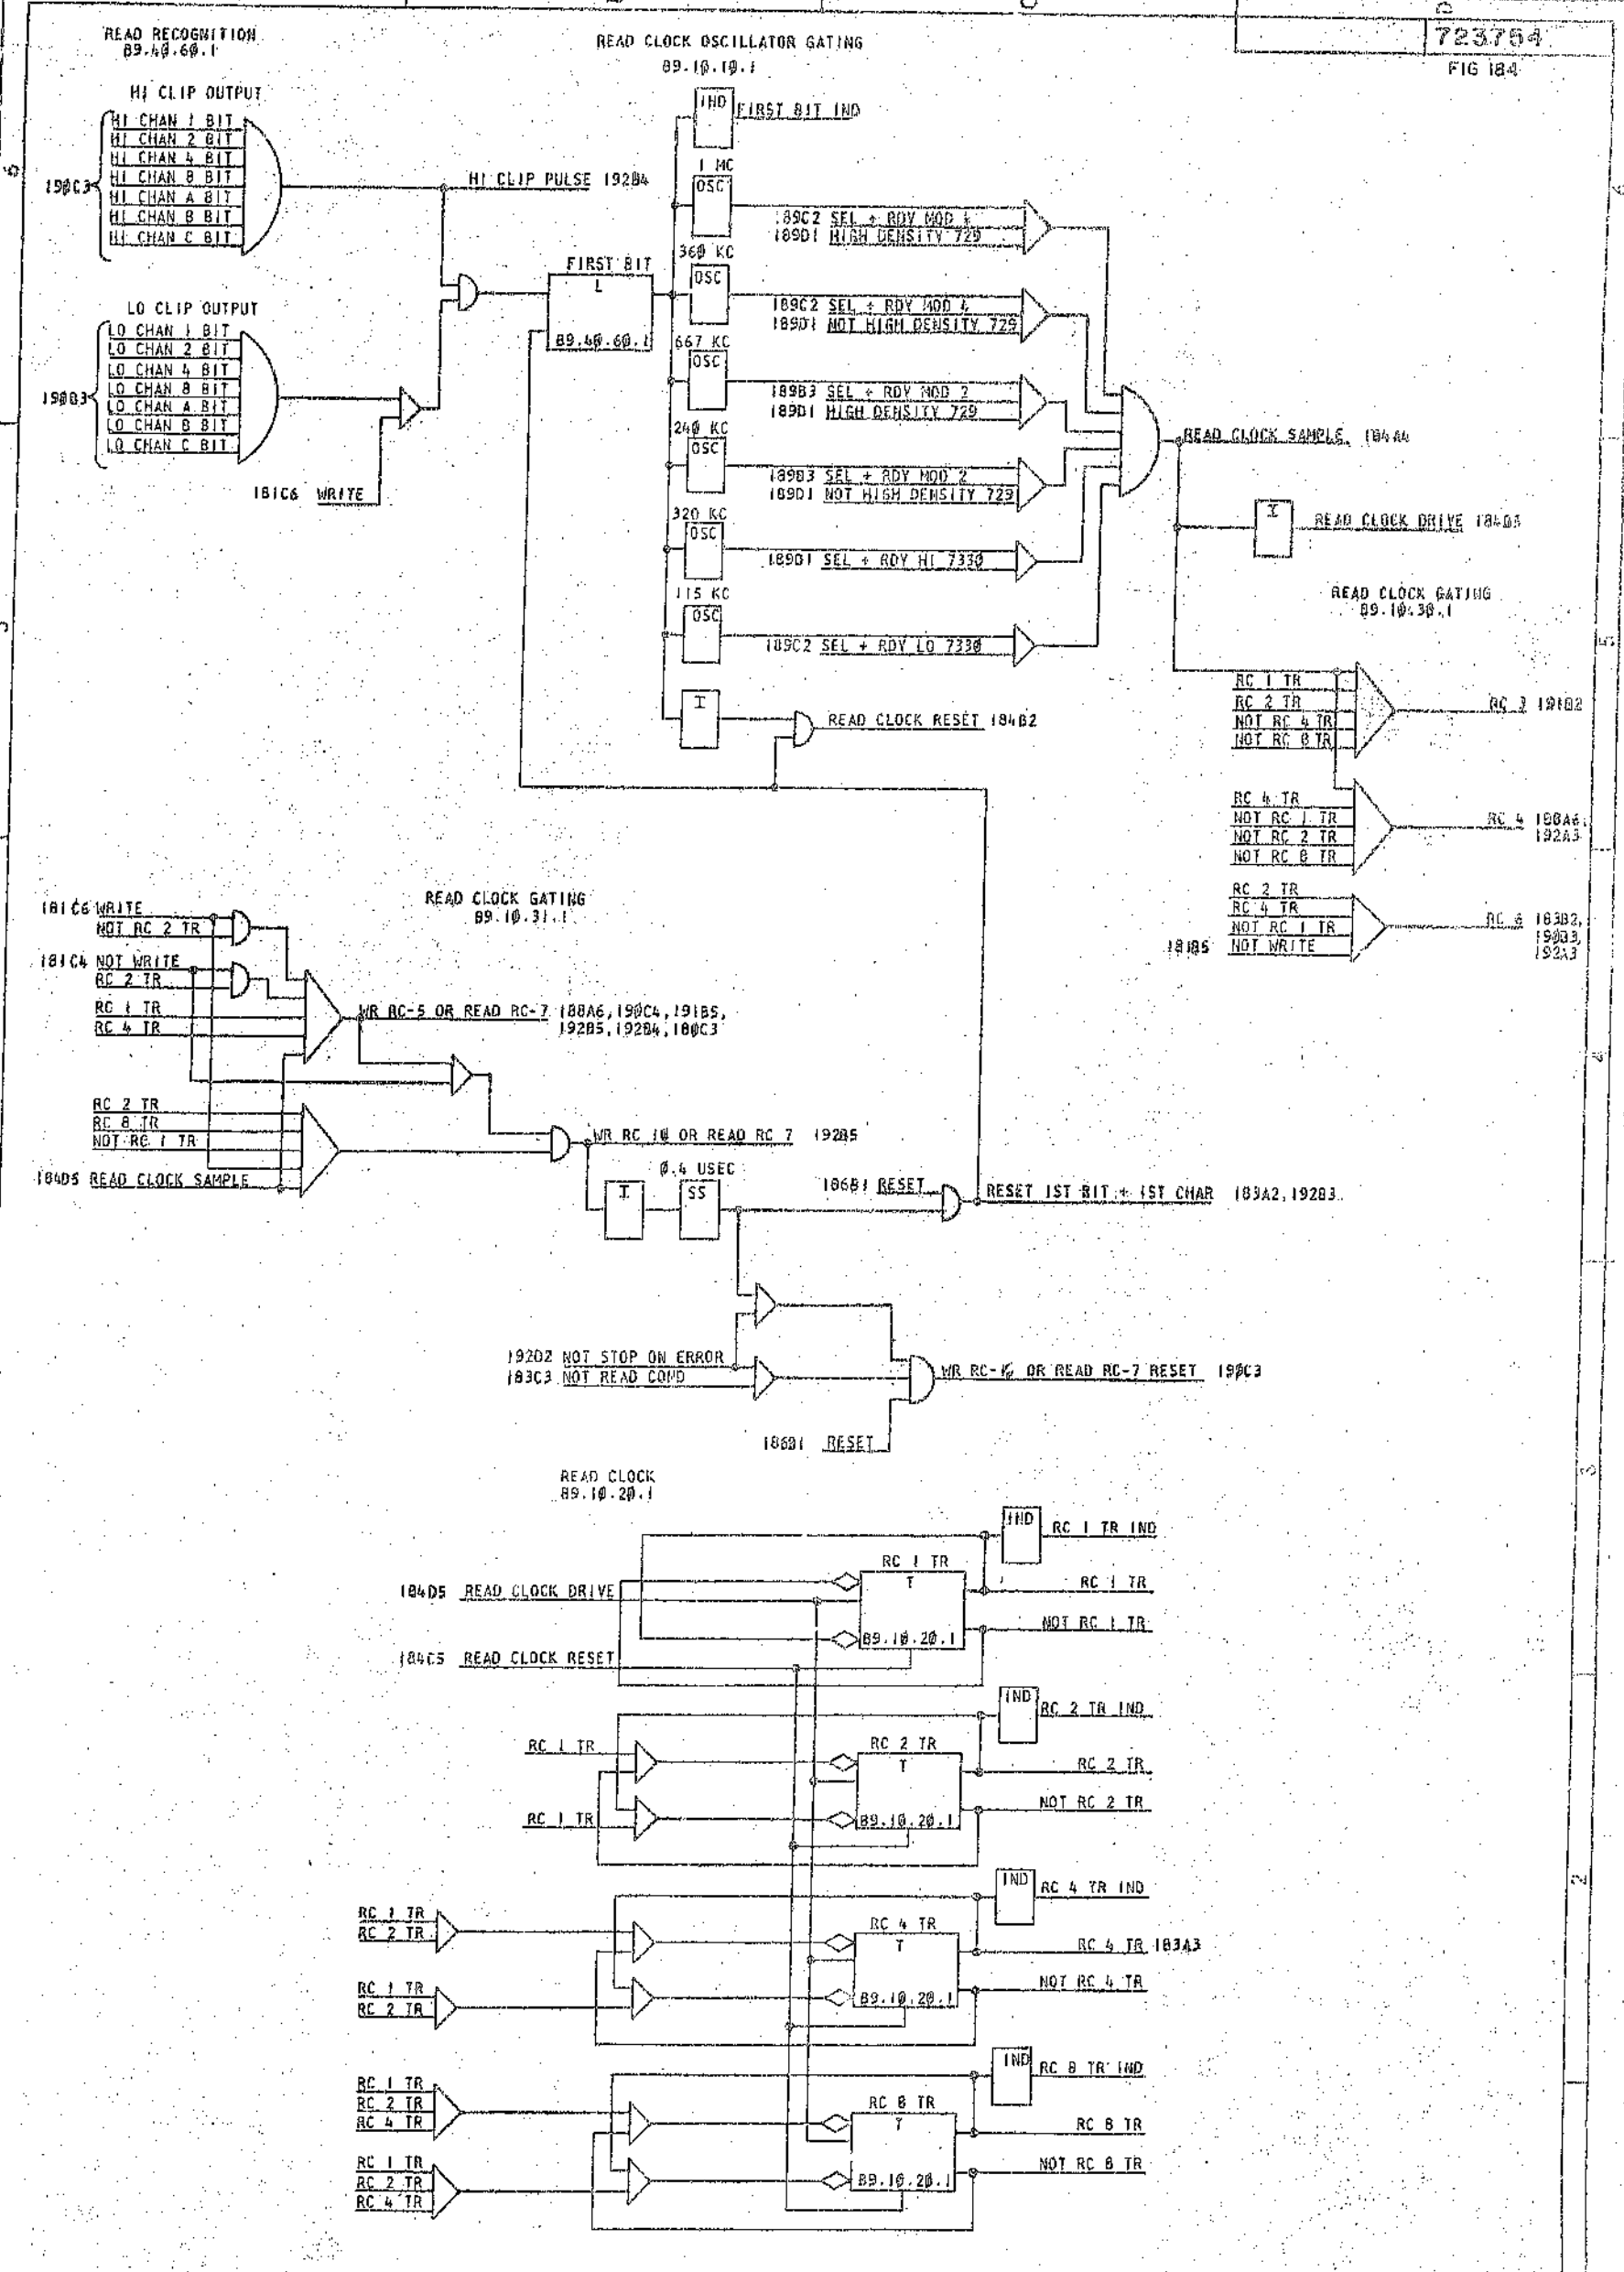 723754
FIG 184
READ RECOGNITION
89.40.60.1
HI CLIP OUTPUT
HI CHAN 1 BIT
HI CHAN 2 BIT
HI CHAN 4 BIT
HI CHAN 8 BIT
HI CHAN A BIT
HI CHAN B BIT
HI CHAN C BIT
190C3
HI CLIP PULSE 192B4
LO CLIP OUTPUT
LO CHAN 1 BIT
LO CHAN 2 BIT
LO CHAN 4 BIT
LO CHAN 8 BIT
LO CHAN A BIT
LO CHAN B BIT
LO CHAN C BIT
190B3
181C6 WRITE
FIRST BIT
L
89.40.60.1
READ CLOCK OSCILLATOR GATING
89.10.10.1
IND
FIRST BIT IND
1 MC
OSC
189C2 SEL + RDY MOD 4
189D1 HIGH DENSITY 729
360 KC
OSC
189C2 SEL + RDY MOD 4
189D1 NOT HIGH DENSITY 729
667 KC
OSC
189B3 SEL + RDY MOD 2
189D1 HIGH DENSITY 729
240 KC
OSC
189B3 SEL + RDY MOD 2
189D1 NOT HIGH DENSITY 729
320 KC
OSC
189D1 SEL + RDY HI 7330
115 KC
OSC
189C2 SEL + RDY LO 7330
I
READ CLOCK RESET 184B2
READ CLOCK SAMPLE 184A4
I
READ CLOCK DRIVE
READ CLOCK GATING
89.10.30.1
RC 1 TR
RC 2 TR
NOT RC 4 TR
NOT RC 8 TR
RC 3 191B2
RC 4 TR
NOT RC 1 TR
NOT RC 2 TR
NOT RC 8 TR
RC 4 188A6,
192A3
RC 2 TR
RC 4 TR
NOT RC 1 TR
181B5 NOT WRITE
RC 6 183B2,
190B3,
192A3
READ CLOCK GATING
89.10.31.1
181C6 WRITE
NOT RC 2 TR
181C4 NOT WRITE
RC 2 TR
RC 1 TR
RC 4 TR
WR RC-5 OR READ RC-7 188A6, 190C4, 191B5,
192B5, 192B4, 180C3
RC 2 TR
RC 8 TR
NOT RC 1 TR
184D5 READ CLOCK SAMPLE
WR RC 10 OR READ RC 7 192B5
I
0.4 USEC
SS
186B1 RESET
RESET 1ST BIT + 1ST CHAR 183A2, 192B3
192D2 NOT STOP ON ERROR
183C3 NOT READ COND
186B1 RESET
WR RC-10 OR READ RC-7 RESET 190C3
READ CLOCK
89.10.20.1
184D5 READ CLOCK DRIVE
184C5 READ CLOCK RESET
RC 1 TR
T
89.10.20.1
IND
RC 1 TR IND
RC 1 TR
NOT RC 1 TR
RC 1 TR
RC 1 TR
RC 2 TR
T
89.10.20.1
IND
RC 2 TR IND
RC 2 TR
NOT RC 2 TR
RC 1 TR
RC 2 TR
RC 1 TR
RC 2 TR
RC 4 TR
T
89.10.20.1
IND
RC 4 TR IND
RC 4 TR 183A3
NOT RC 4 TR
RC 1 TR
RC 2 TR
RC 4 TR
RC 1 TR
RC 2 TR
RC 4 TR
RC 8 TR
T
89.10.20.1
IND
RC 8 TR IND
RC 8 TR
NOT RC 8 TR
5
4
3
2